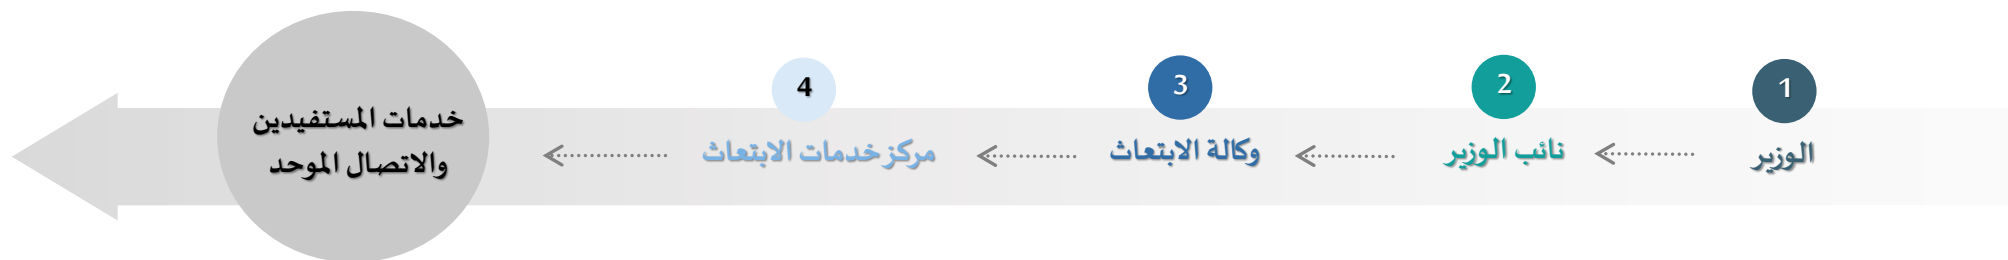 1
الوزير
2
نائب الوزير
3
وكالة الابتعاث
4
مركز خدمات الابتعاث
خدمات المستفيدين
والاتصال الموحد